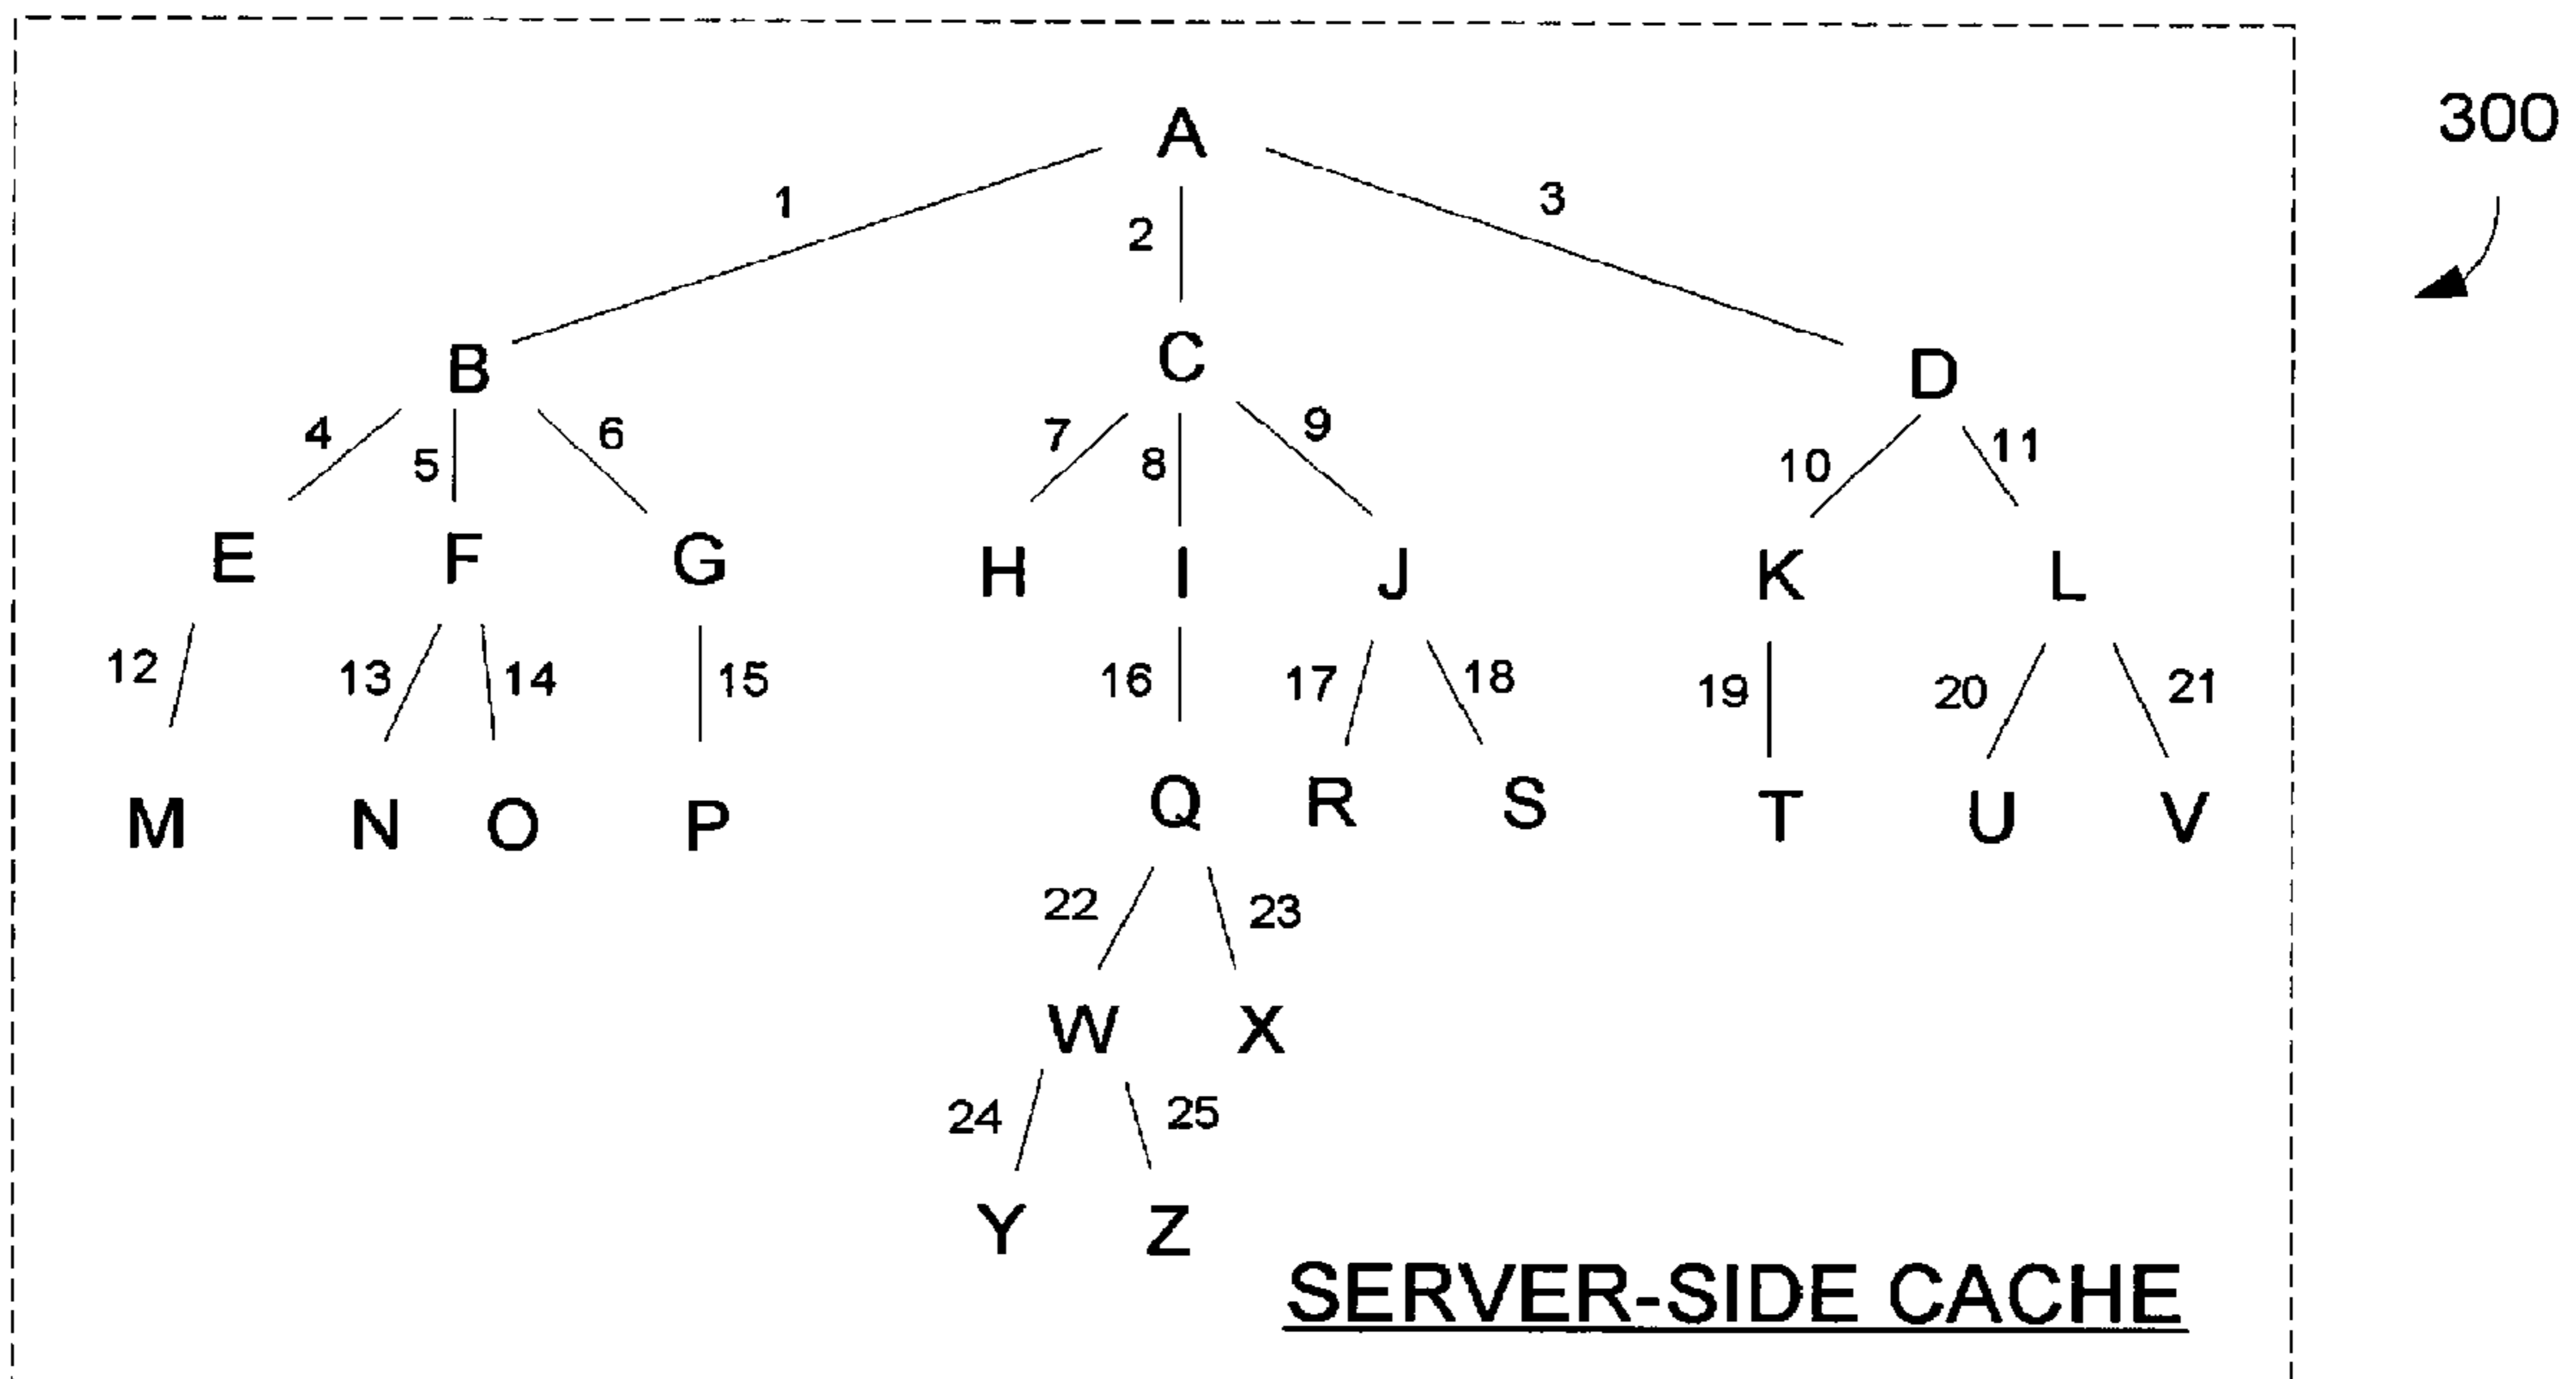 300
A
1 2 3
B C D
4 5 6 7 8 9 10 11
E F G H I J K L
12 13 14 15 16 17 18 19 20 21
M N O P Q R S T U V
22 23
W X
24 25
Y Z
SERVER-SIDE CACHE